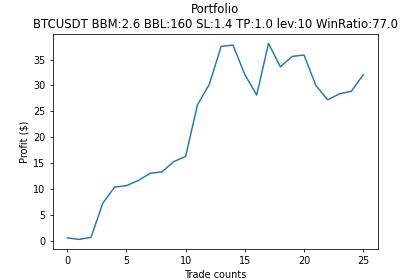 Portfolio
BTCUSDT BBM:2.6 BBL:160 SL:1.4 TP:1.0 lev:10 WinRatio:77.0
35
30
25
20
15
10
5
0
Profit ($)
0 5 10 15 20 25
Trade counts